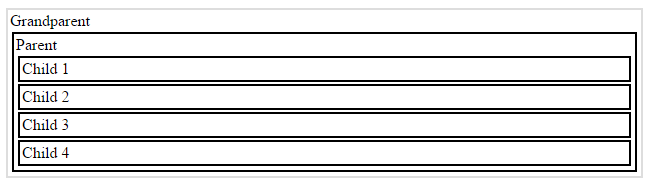 Grandparent
Parent
Child 1
Child 2
Child 3
Child 4